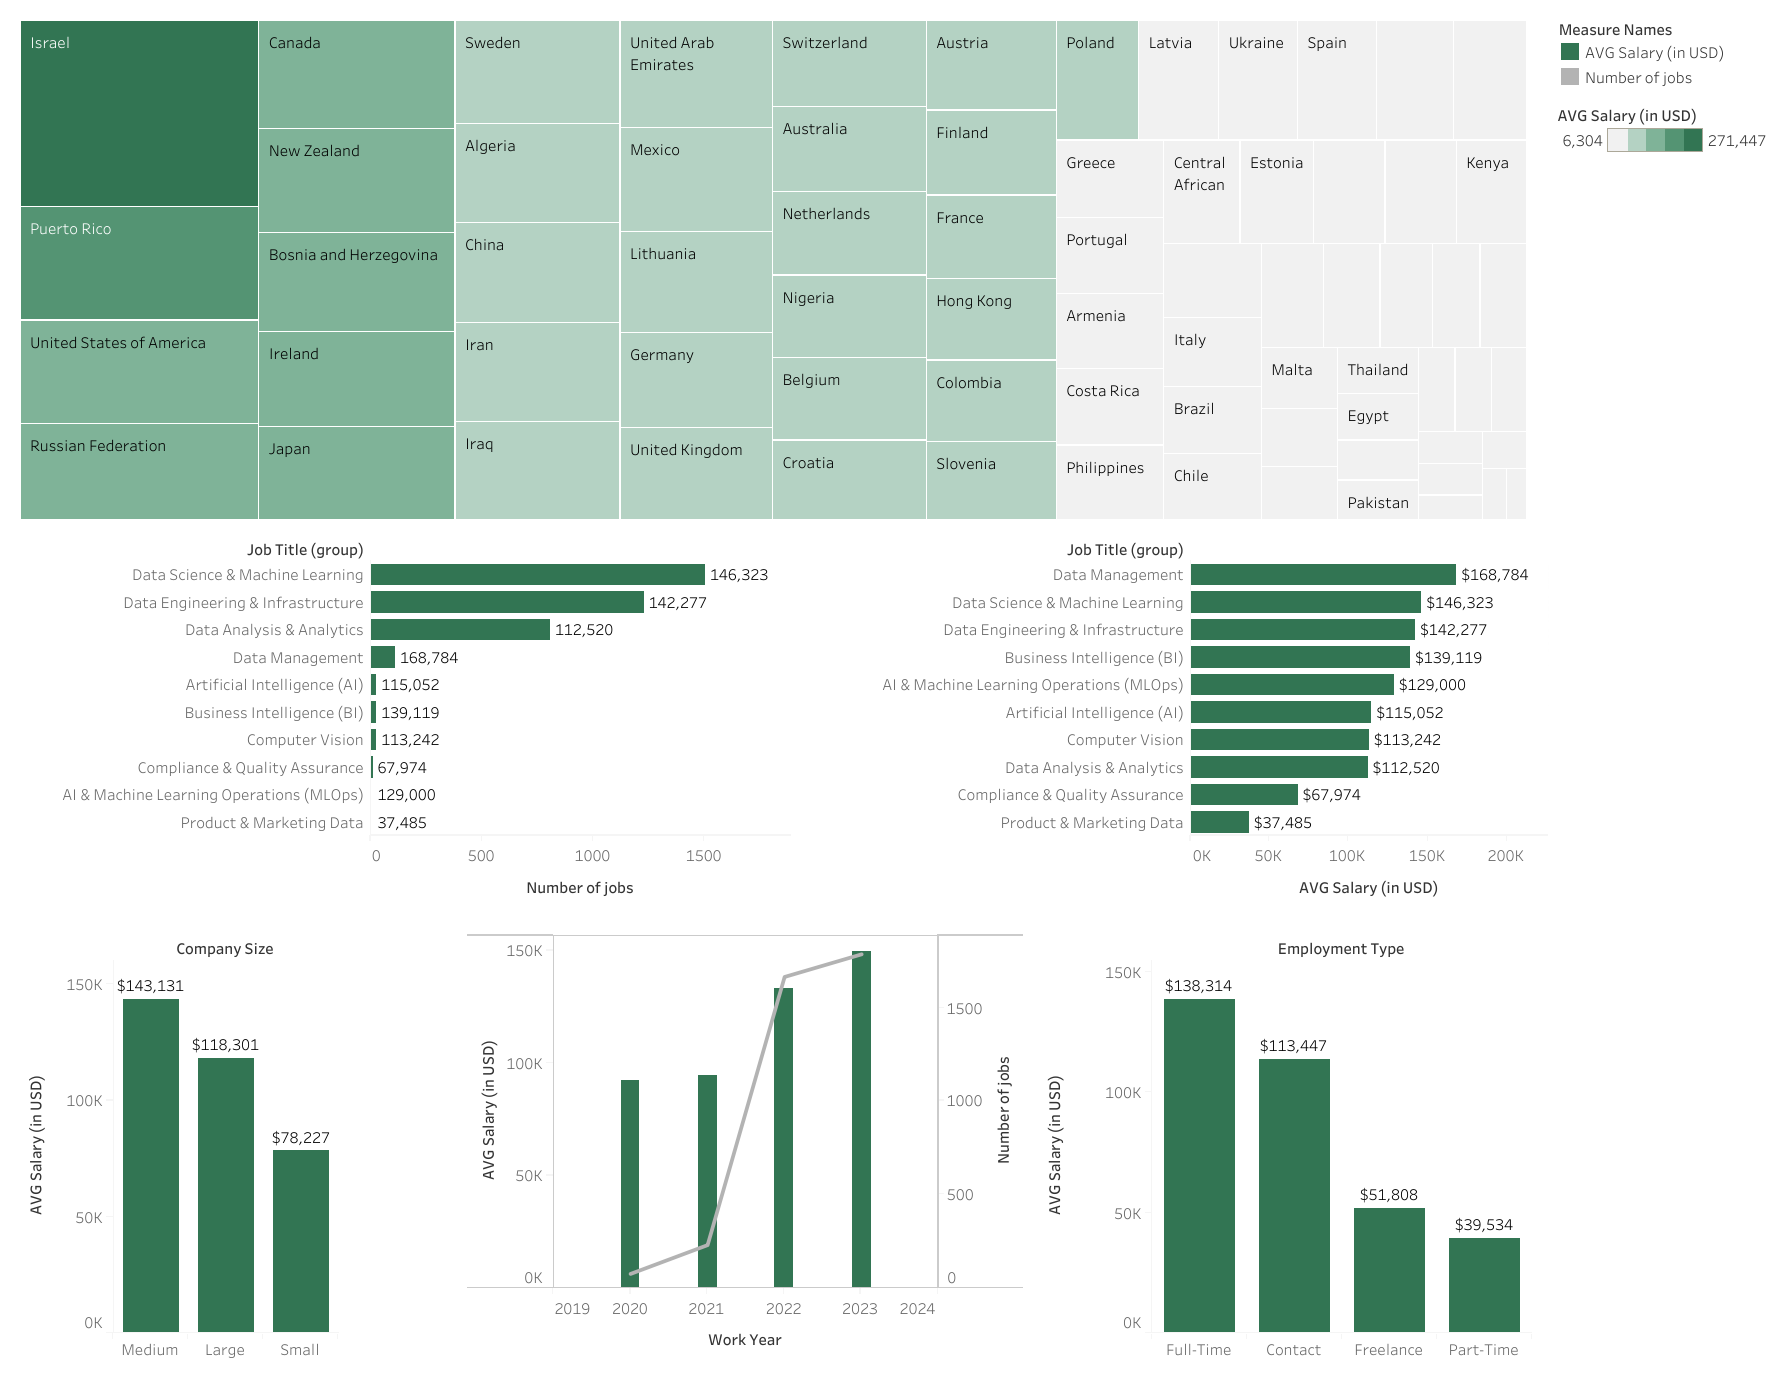 Israel
Canada
Sweden
United Arab
Emirates
Switzerland
Austria
Poland
Latvia
Ukraine
Spain
Measure Names
AVG Salary (in USD)
Number of jobs
AVG Salary (in USD)
6,304
271,447
Algeria
Australia
Finland
New Zealand
Mexico
Greece
Central
African
Estonia
Kenya
Puerto Rico
Netherlands
France
Portugal
Bosnia and Herzegovina
China
Lithuania
Nigeria
Hong Kong
Armenia
United States of America
Ireland
Iran
Germany
Belgium
Colombia
Costa Rica
Italy
Malta
Thailand
Brazil
Egypt
Russian Federation
Japan
Iraq
United Kingdom
Croatia
Slovenia
Philippines
Chile
Pakistan
Job Title (group)
Data Science & Machine Learning 146,323
Data Engineering & Infrastructure 142,277
Data Analysis & Analytics 112,520
Data Management 168,784
Artificial Intelligence (AI) 115,052
Business Intelligence (BI) 139,119
Computer Vision 113,242
Compliance & Quality Assurance 67,974
AI & Machine Learning Operations (MLOps) 129,000
Product & Marketing Data 37,485
0 500 1000 1500
Number of jobs
Job Title (group)
Data Management $168,784
Data Science & Machine Learning $146,323
Data Engineering & Infrastructure $142,277
Business Intelligence (BI) $139,119
AI & Machine Learning Operations (MLOps) $129,000
Artificial Intelligence (AI) $115,052
Computer Vision $113,242
Data Analysis & Analytics $112,520
Compliance & Quality Assurance $67,974
Product & Marketing Data $37,485
0K 50K 100K 150K 200K
AVG Salary (in USD)
Company Size
AVG Salary (in USD)
150K
100K
50K
0K
$143,131
$118,301
$78,227
Medium Large Small
AVG Salary (in USD)
150K
100K
50K
0K
1500
1000
500
0
Number of jobs
2019 2020 2021 2022 2023 2024
Work Year
Employment Type
AVG Salary (in USD)
150K
100K
50K
0K
$138,314
$113,447
$51,808
$39,534
Full-Time Contact Freelance Part-Time